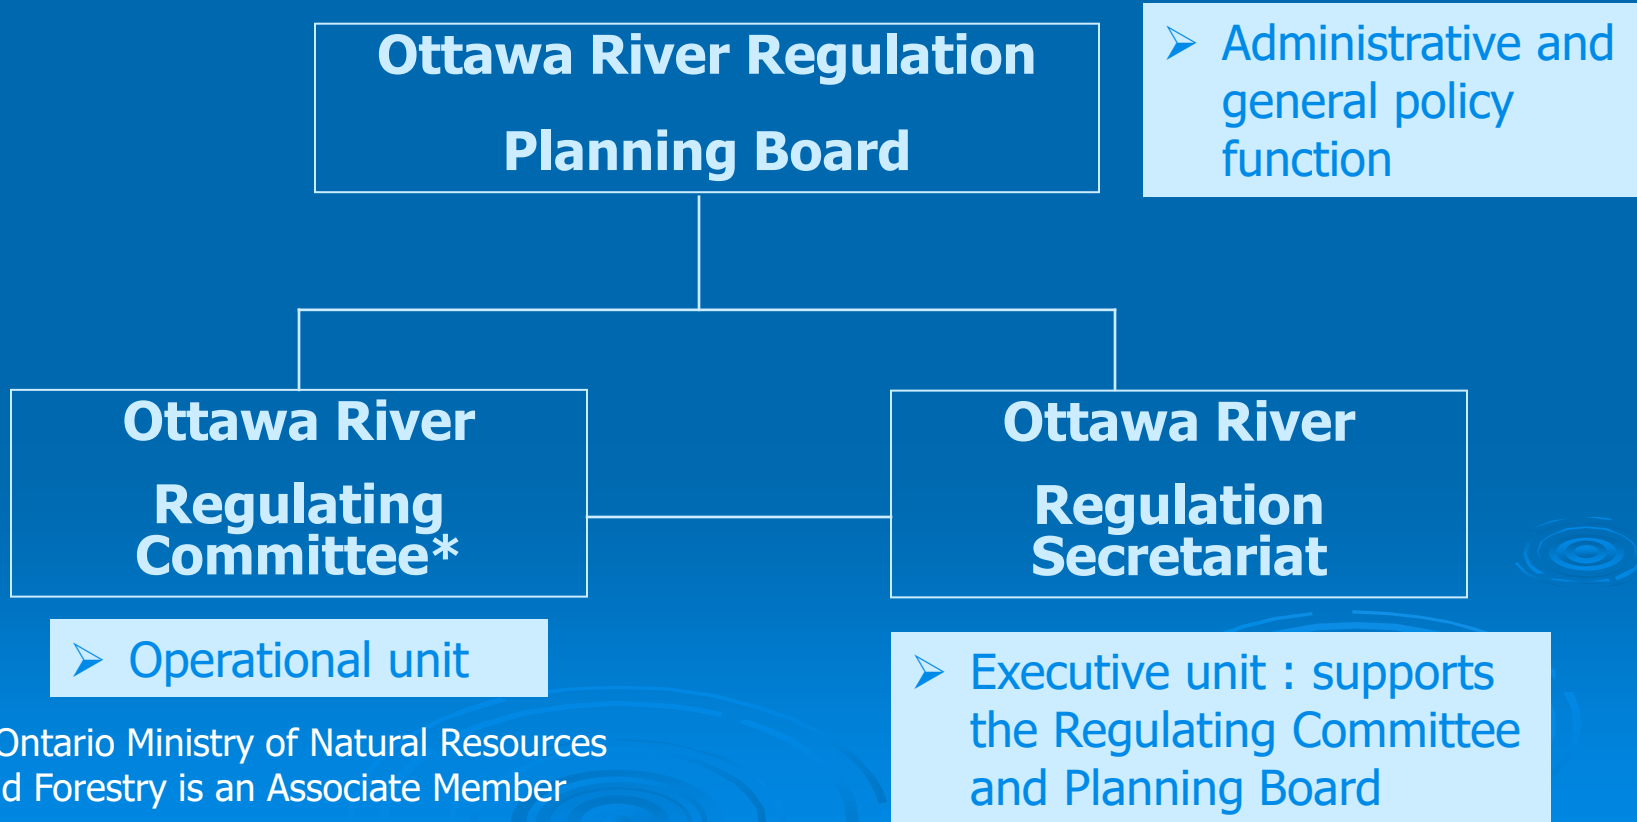 Ottawa River Regulation
Planning Board
➢ Administrative and
general policy
function
Ottawa River
Regulating
Committee*
Ottawa River
Regulation
Secretariat
➢ Operational unit
Ontario Ministry of Natural Resources
d Forestry is an Associate Member
➢ Executive unit : supports
the Regulating Committee
and Planning Board